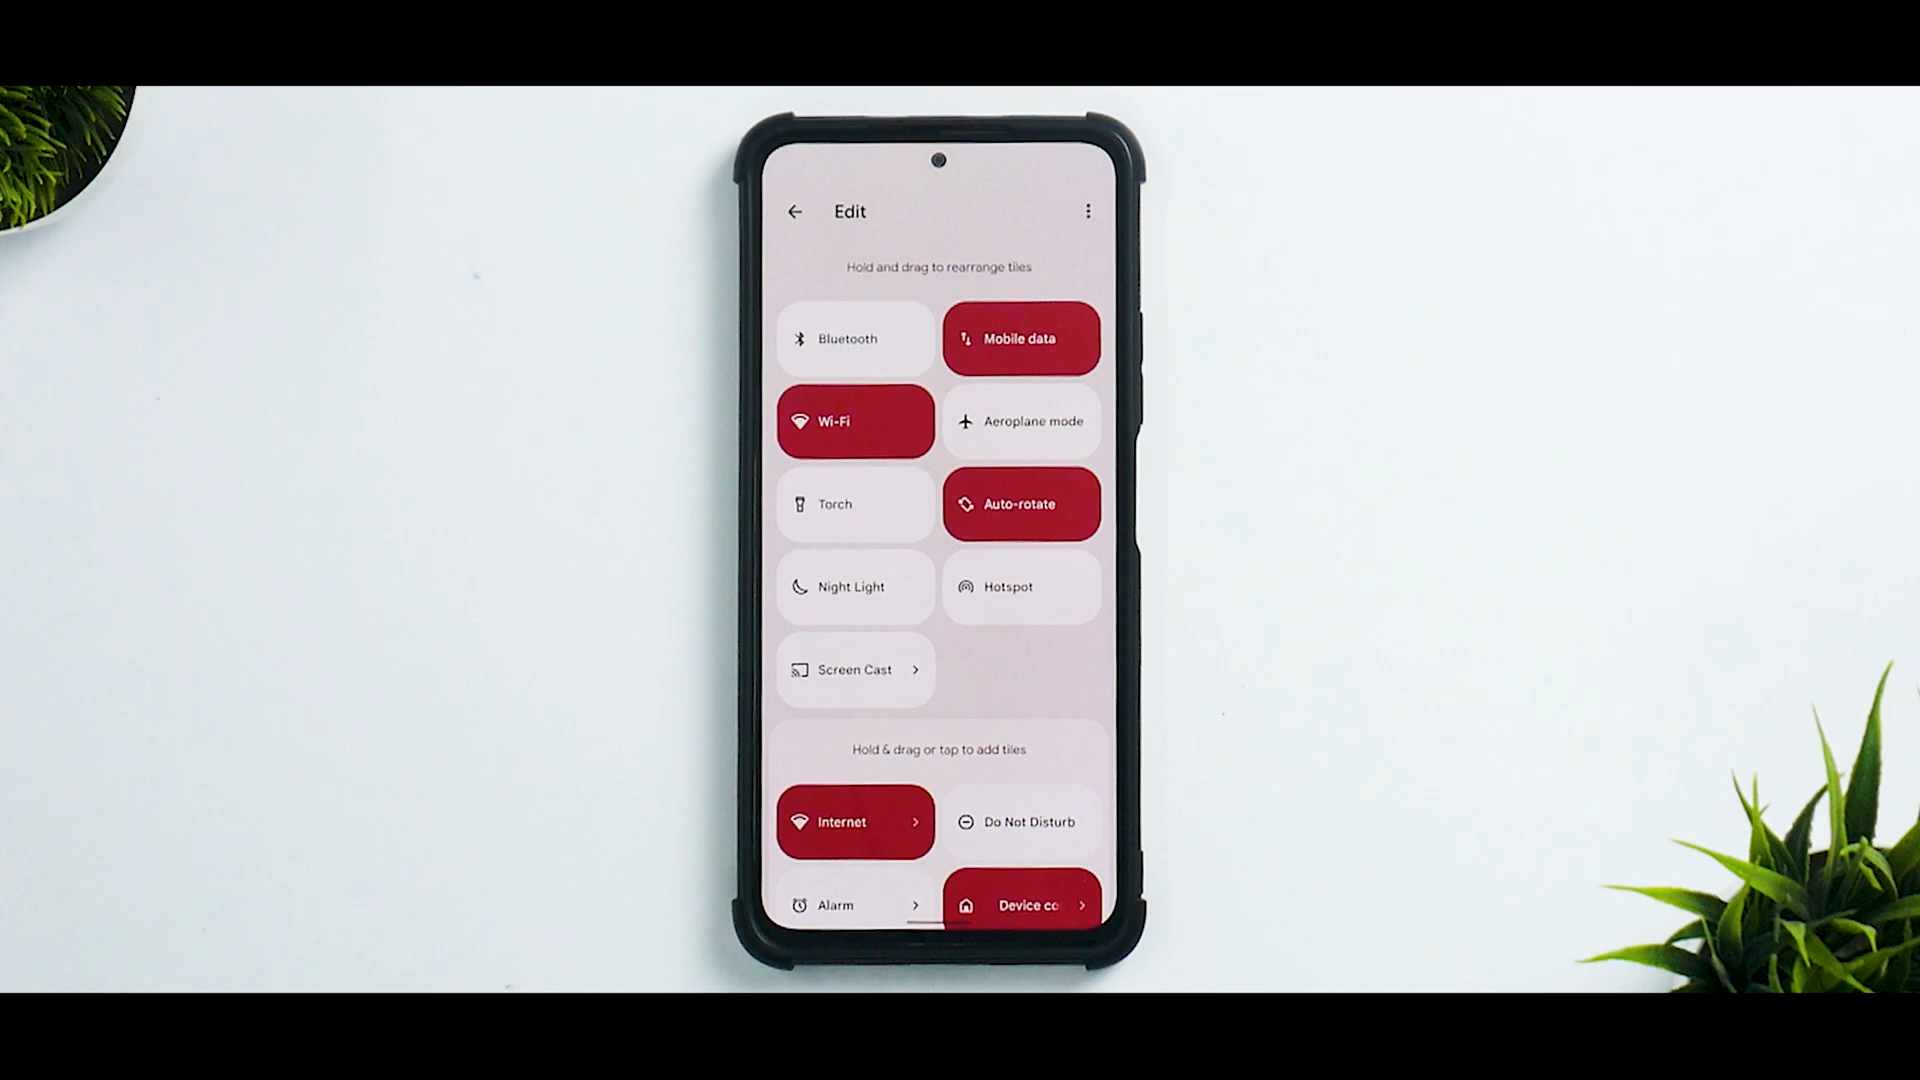 Edit
Hold and drag to rearrange tiles
Bluetooth
Mobile data
Wi-Fi
Aeroplane mode
Torch
Auto-rotate
Night Light
Hotspot
Screen Cast
Hold & drag or tap to add tiles
Internet
Do Not Disturb
Alarm
Device co